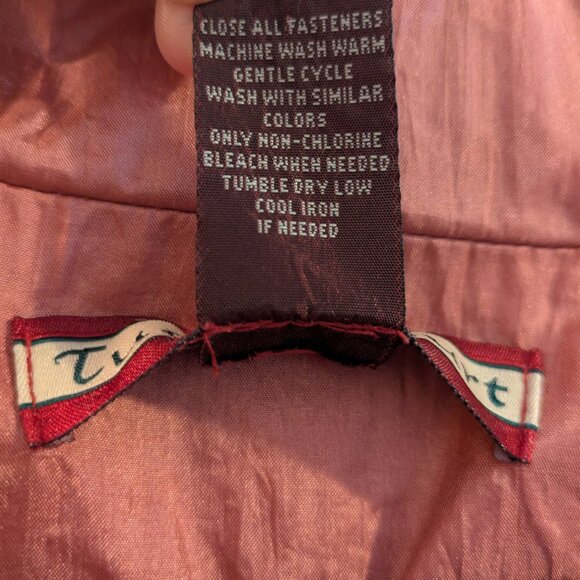 CLOSE ALL FASTENERS
MACHINE WASH WARM
GENTLE CYCLE
WASH WITH SIMILAR
COLORS
ONLY NON-CHLORINE
BLEACH WHEN NEEDED
TUMBLE DRY LOW
COOL IRON
IF NEEDED